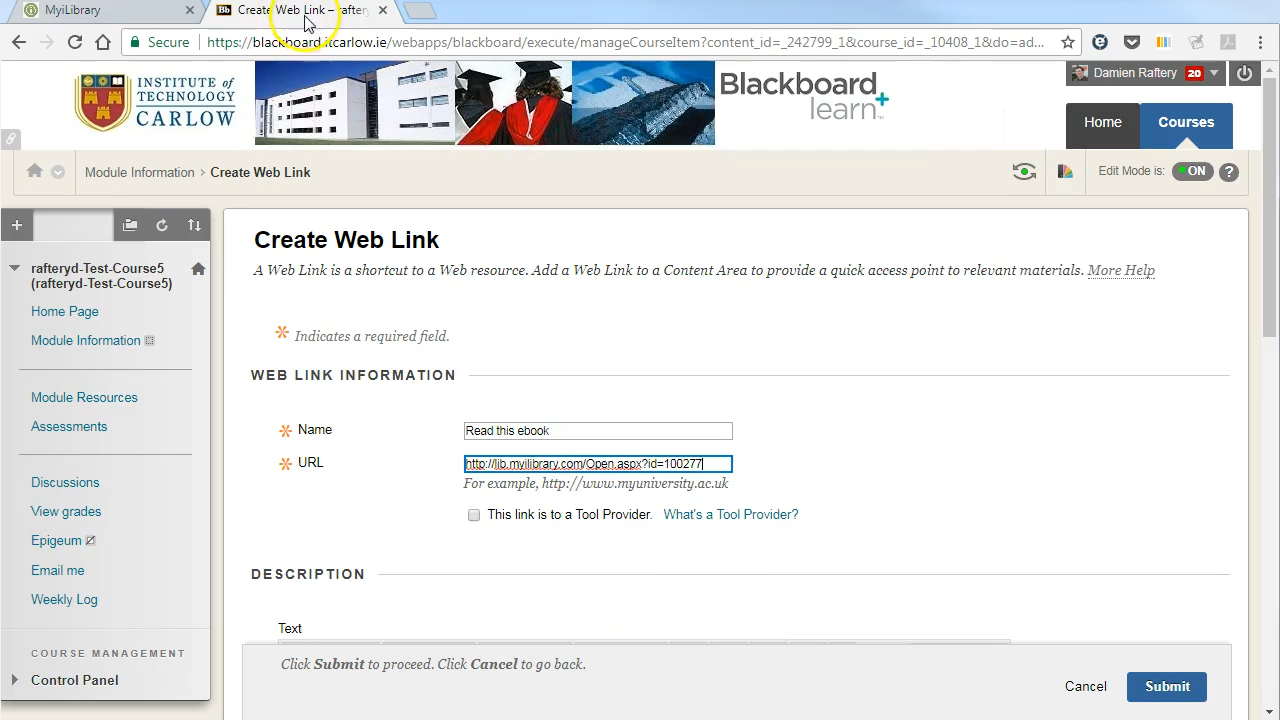 MyiLibrary
Bb Create Web Link – rafter
Secure https://blackboard.itcarlow.ie/webapps/blackboard/execute/manageCourseItem?content_id=_242799_1&course_id=_10408_1&do=ad...
INSTITUTE of
TECHNOLOGY
CARLOW
Blackboard
learn+
Damien Raftery 20
Home
Courses
Module Information > Create Web Link
Edit Mode is: ON ?
rafteryd-Test-Course5
(rafteryd-Test-Course5)
Home Page
Module Information
Module Resources
Assessments
Discussions
View grades
Epigeum
Email me
Weekly Log
COURSE MANAGEMENT
Control Panel
Create Web Link
A Web Link is a shortcut to a Web resource. Add a Web Link to a Content Area to provide a quick access point to relevant materials. More Help
* Indicates a required field.
WEB LINK INFORMATION
* Name Read this ebook
* URL http://lib.myilibrary.com/Open.aspx?id=100277
For example, http://www.myuniversity.ac.uk
This link is to a Tool Provider. What's a Tool Provider?
DESCRIPTION
Text
Click Submit to proceed. Click Cancel to go back.
Cancel
Submit